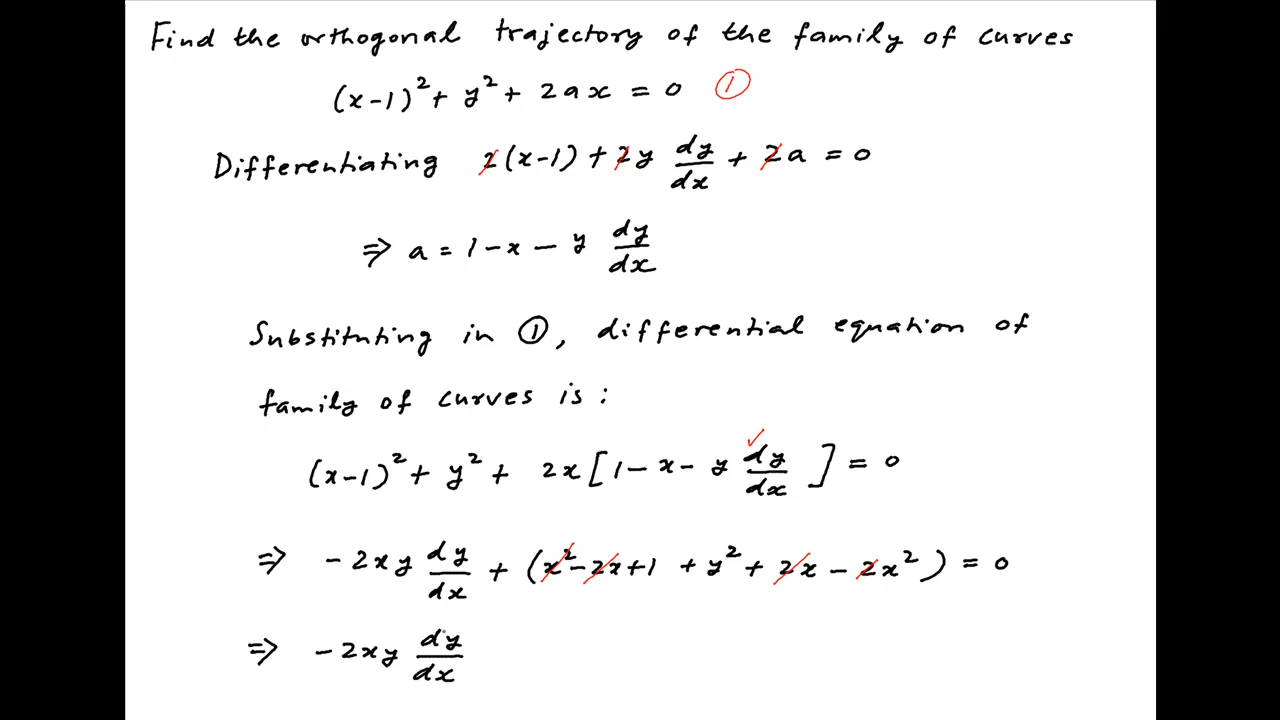 Find the orthogonal trajectory of the family of curves
(x-1)² + y² + 2ax = 0 ①
Differentiating 2(x-1) + 2y dy/dx + 2a = 0
⇒ a = 1-x - y dy/dx
Substituting in ①, differential equation of
family of curves is:
(x-1)² + y² + 2x[1-x-y dy/dx] = 0
⇒ -2xy dy/dx + (x²-2x+1 + y² + 2x - 2x²) = 0
⇒ -2xy dy/dx